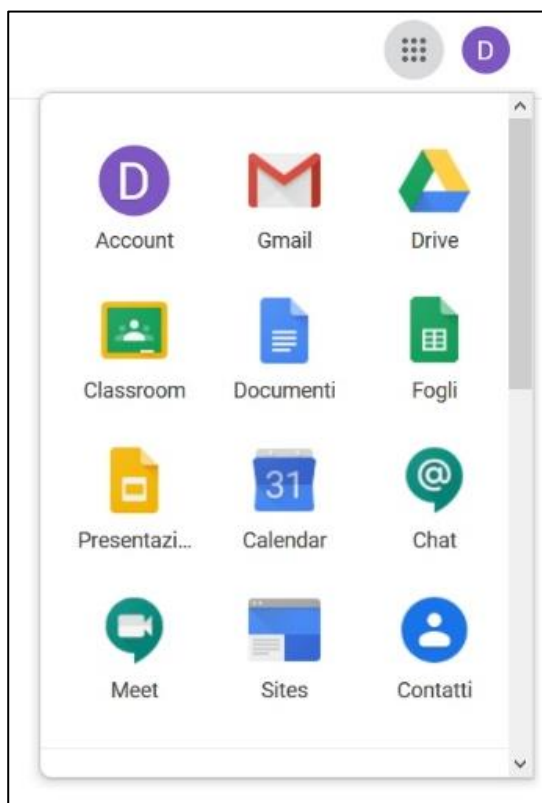 D
D
Account Gmail Drive
Classroom Documenti Fogli
31 @
Presentazi... Calendar Chat
Meet Sites Contatti